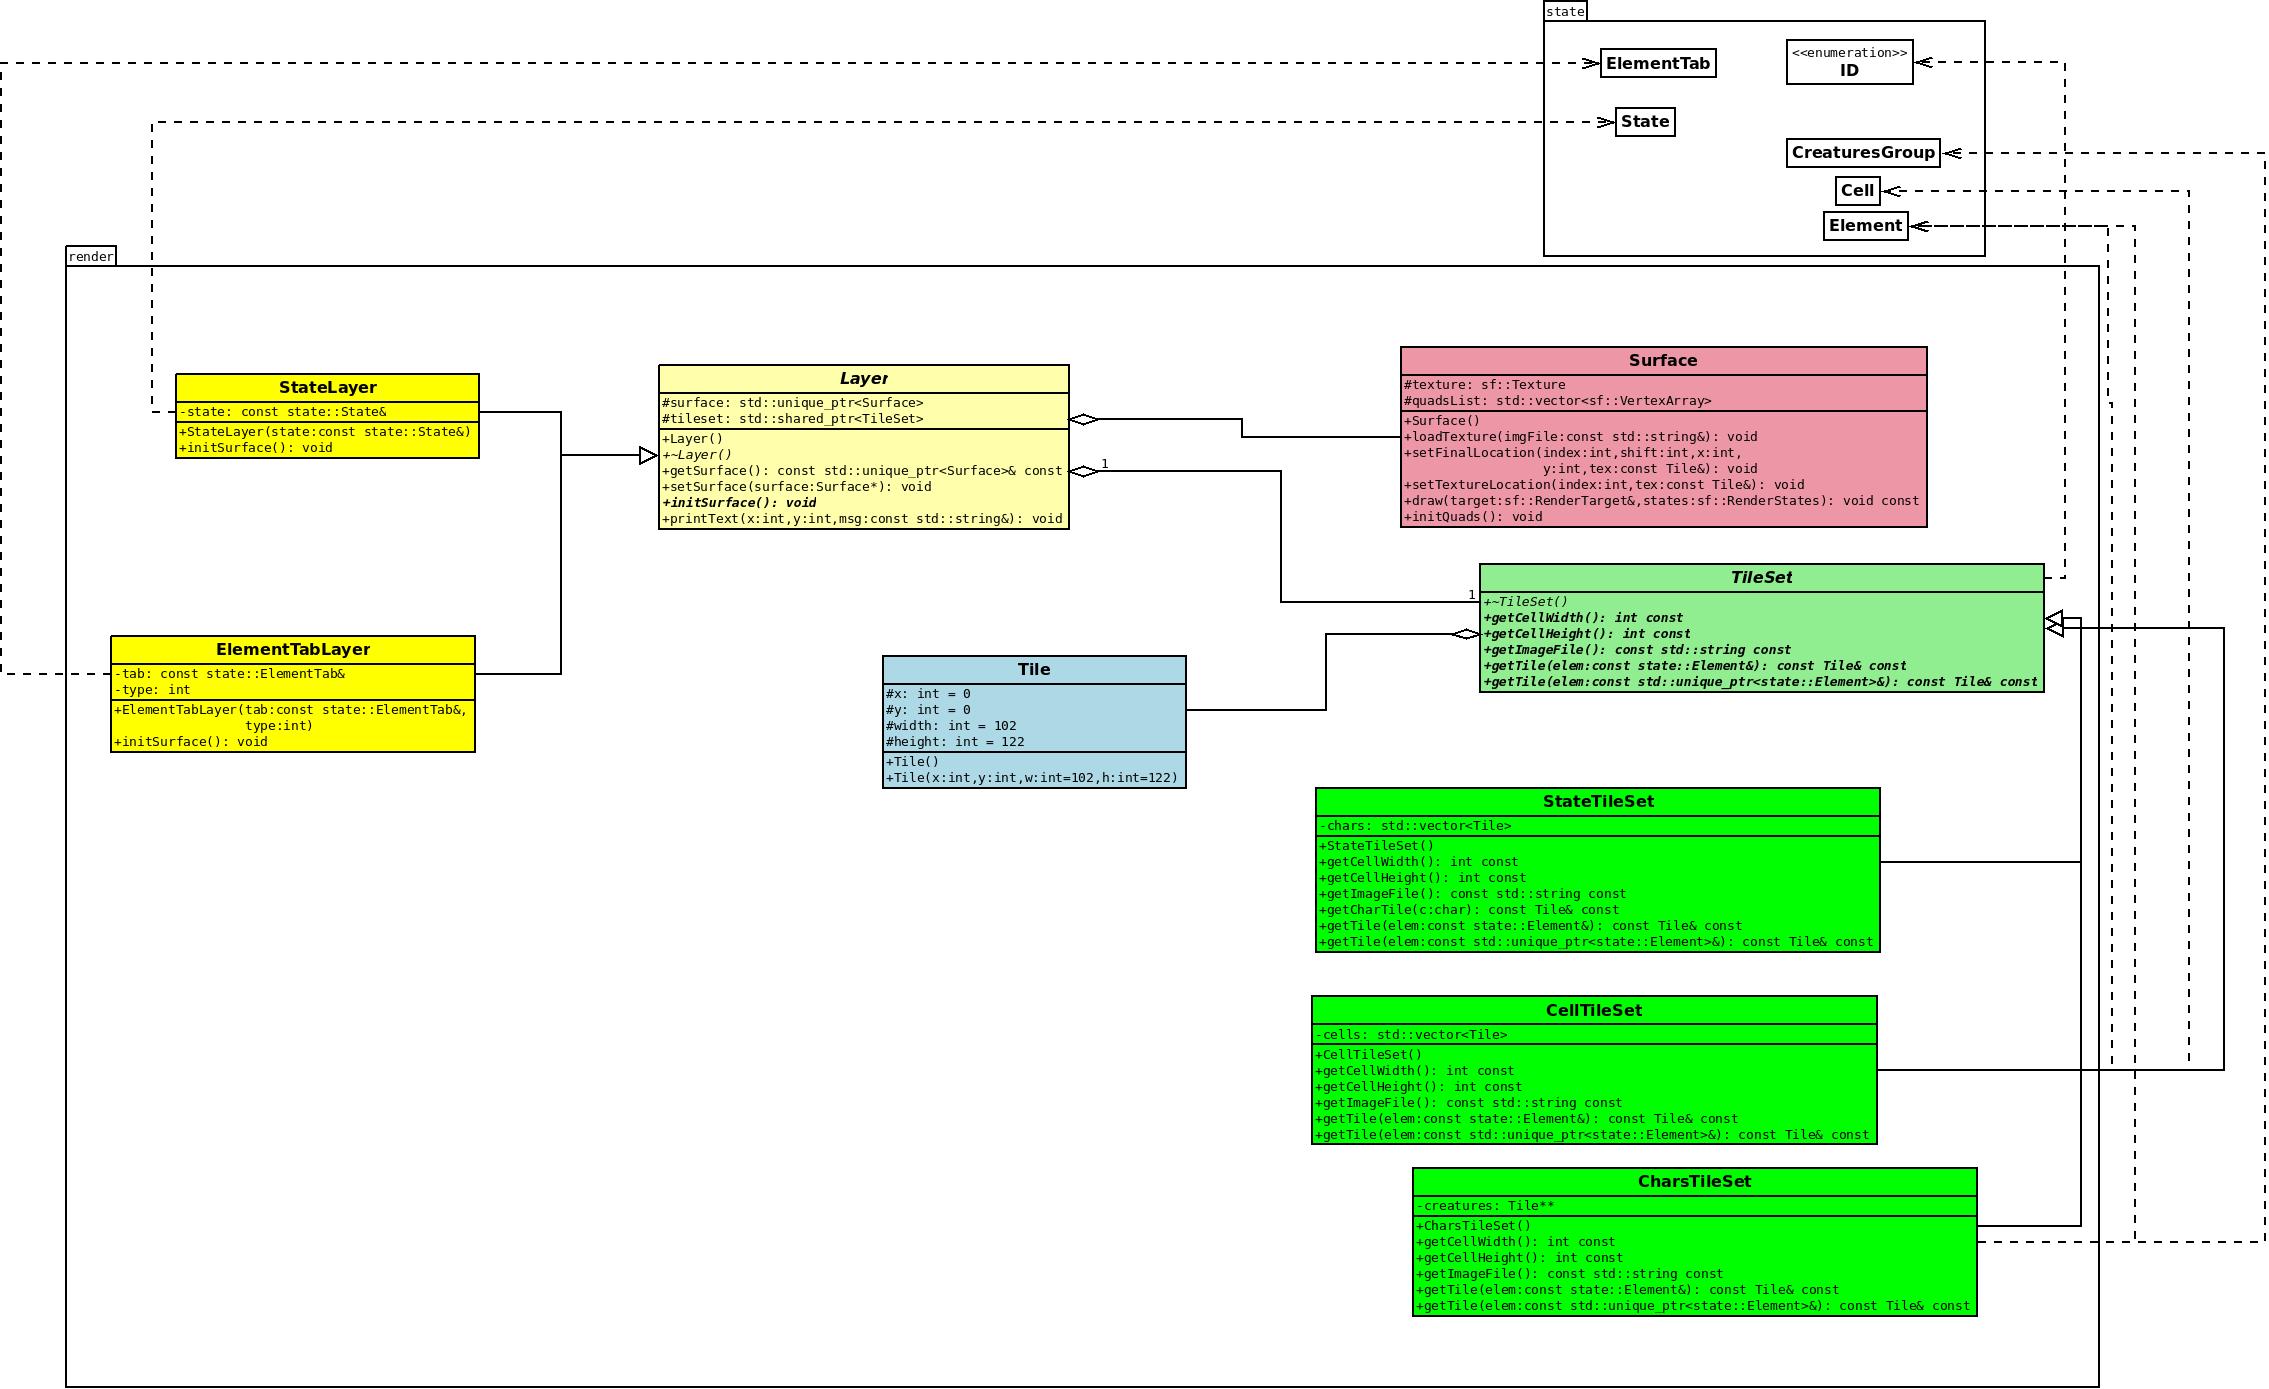 state
ElementTab
<<enumeration>>
ID
State
CreaturesGroup
Cell
Element
render
StateLayer
-state: const state::State&
+StateLayer(state:const state::State&)
+initSurface(): void
Layer
#surface: std::unique_ptr<Surface>
#tileset: std::shared_ptr<TileSet>
+Layer()
+~Layer()
+getSurface(): const std::unique_ptr<Surface>& const
+setSurface(surface:Surface*): void
+initSurface(): void
+printText(x:int,y:int,msg:const std::string&): void
1
Surface
#texture: sf::Texture
#quadsList: std::vector<sf::VertexArray>
+Surface()
+loadTexture(imgFile:const std::string&): void
+setFinalLocation(index:int,shift:int,x:int,
y:int,tex:const Tile&): void
+setTextureLocation(index:int,tex:const Tile&): void
+draw(target:sf::RenderTarget&,states:sf::RenderStates): void const
+initQuads(): void
1
TileSet
+~TileSet()
+getCellWidth(): int const
+getCellHeight(): int const
+getImageFile(): const std::string const
+getTile(elem:const state::Element&): const Tile& const
+getTile(elem:const std::unique_ptr<state::Element>&): const Tile& const
ElementTabLayer
-tab: const state::ElementTab&
-type: int
+ElementTabLayer(tab:const state::ElementTab&,
type:int)
+initSurface(): void
Tile
#x: int = 0
#y: int = 0
#width: int = 102
#height: int = 122
+Tile()
+Tile(x:int,y:int,w:int=102,h:int=122)
StateTileSet
-chars: std::vector<Tile>
+StateTileSet()
+getCellWidth(): int const
+getCellHeight(): int const
+getImageFile(): const std::string const
+getCharTile(c:char): const Tile& const
+getTile(elem:const state::Element&): const Tile& const
+getTile(elem:const std::unique_ptr<state::Element>&): const Tile& const
CellTileSet
-cells: std::vector<Tile>
+CellTileSet()
+getCellWidth(): int const
+getCellHeight(): int const
+getImageFile(): const std::string const
+getTile(elem:const state::Element&): const Tile& const
+getTile(elem:const std::unique_ptr<state::Element>&): const Tile& const
CharsTileSet
-creatures: Tile**
+CharsTileSet()
+getCellWidth(): int const
+getCellHeight(): int const
+getImageFile(): const std::string const
+getTile(elem:const state::Element&): const Tile& const
+getTile(elem:const std::unique_ptr<state::Element>&): const Tile& const